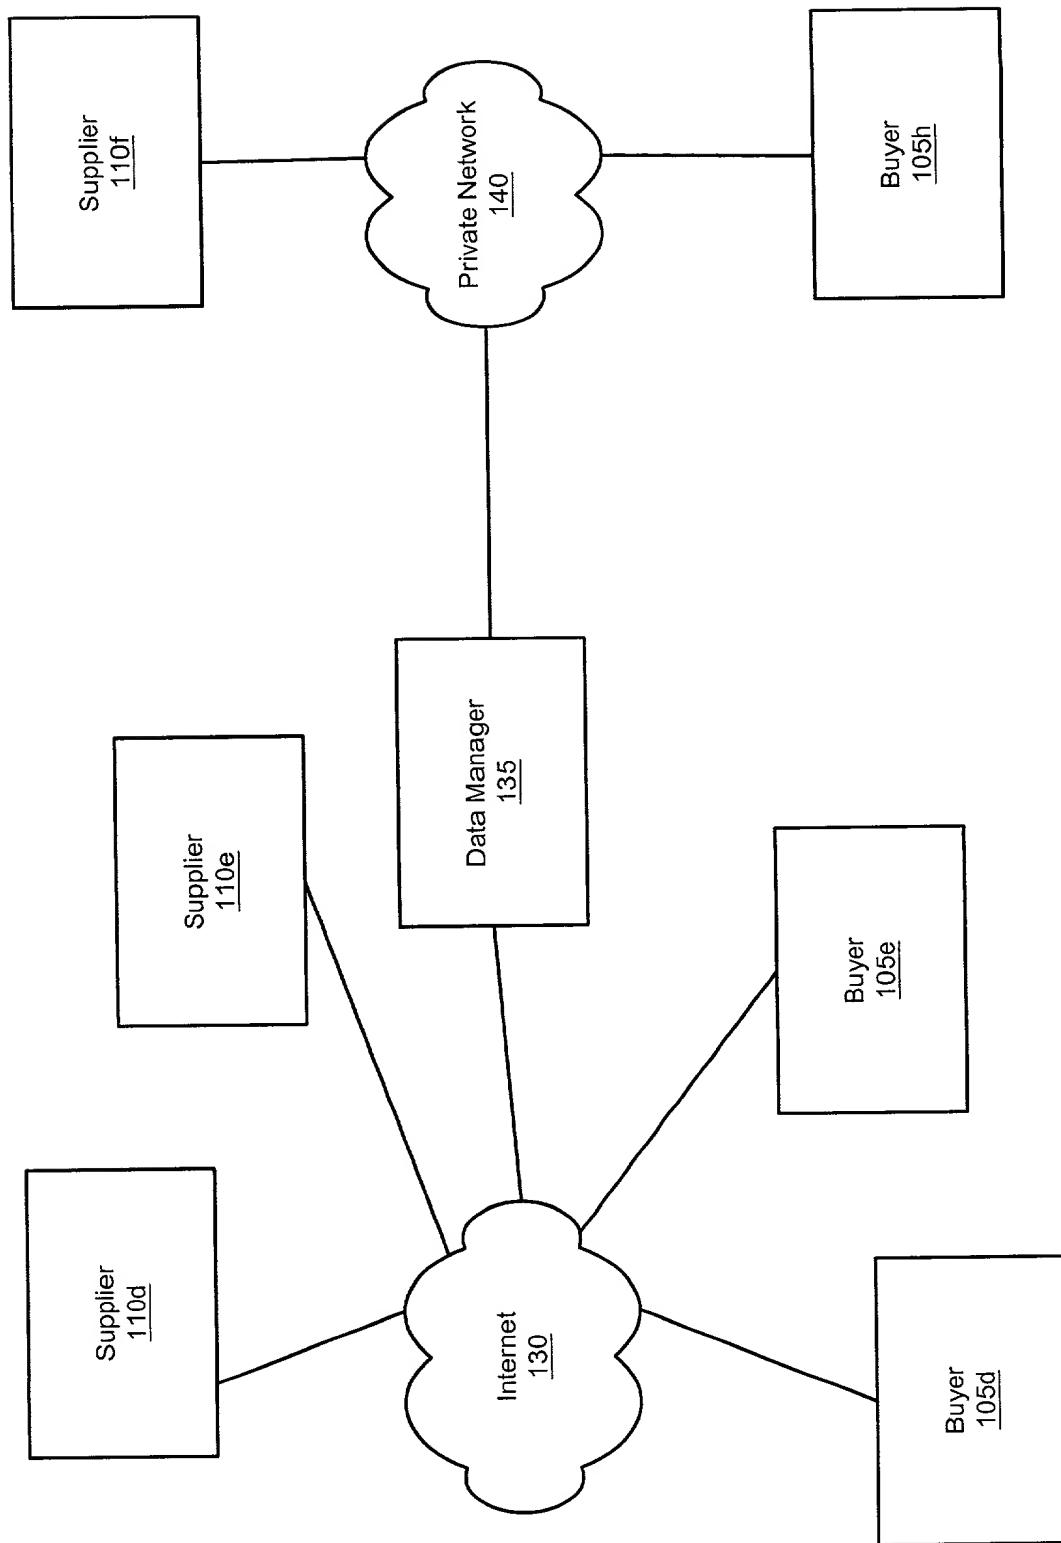 Supplier
110d
Supplier
110e
Supplier
110f
Internet
130
Data Manager
135
Private Network
140
Buyer
105d
Buyer
105e
Buyer
105h